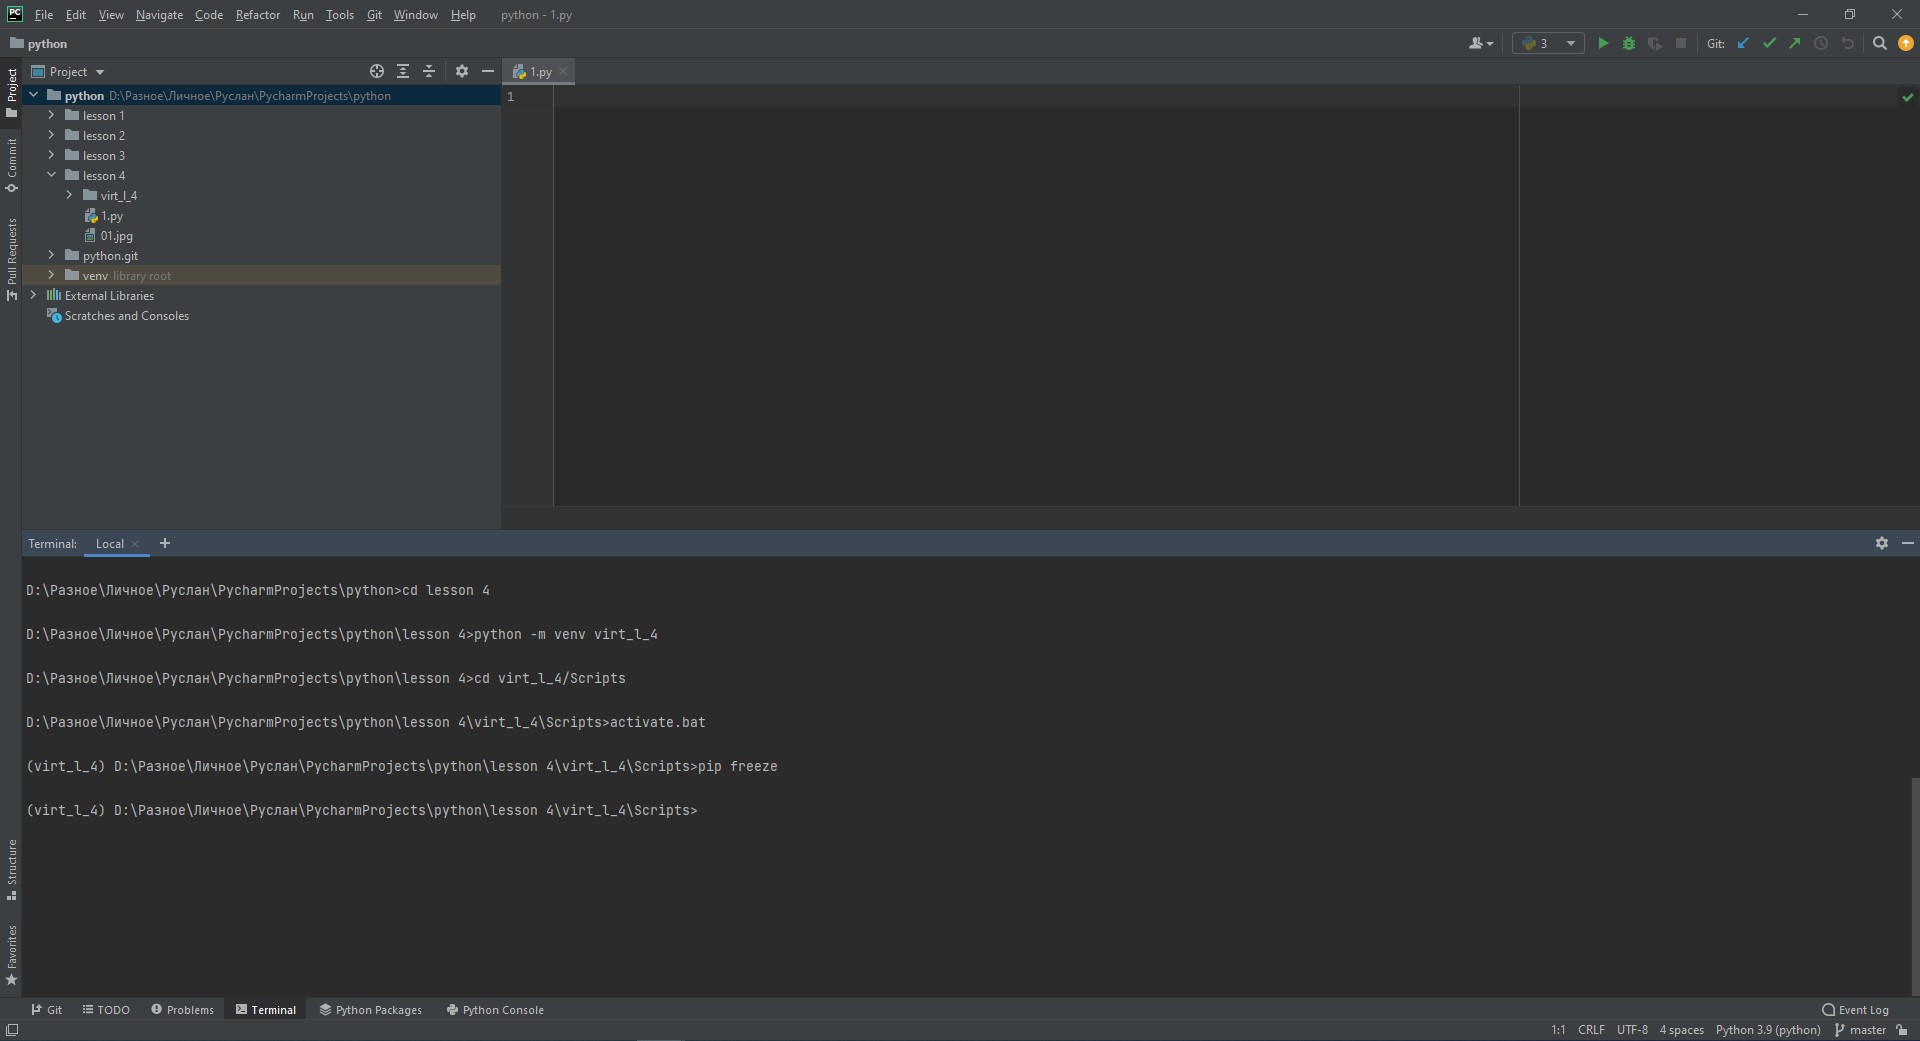 PC File Edit View Navigate Code Refactor Run Tools Git Window Help python - 1.py
python 3 Git:
Project 1.py
Project
Commit
Pull Requests
python D:\Разное\Личное\Руслан\PycharmProjects\python
lesson 1
lesson 2
lesson 3
lesson 4
virt_l_4
1.py
01.jpg
python.git
venv library root
External Libraries
Scratches and Consoles
1
Terminal: Local
D:\Разное\Личное\Руслан\PycharmProjects\python>cd lesson 4
D:\Разное\Личное\Руслан\PycharmProjects\python\lesson 4>python -m venv virt_l_4
D:\Разное\Личное\Руслан\PycharmProjects\python\lesson 4>cd virt_l_4/Scripts
D:\Разное\Личное\Руслан\PycharmProjects\python\lesson 4\virt_l_4\Scripts>activate.bat
(virt_l_4) D:\Разное\Личное\Руслан\PycharmProjects\python\lesson 4\virt_l_4\Scripts>pip freeze
(virt_l_4) D:\Разное\Личное\Руслан\PycharmProjects\python\lesson 4\virt_l_4\Scripts>
Structure
Favorites
Git TODO Problems Terminal Python Packages Python Console Event Log
1:1 CRLF UTF-8 4 spaces Python 3.9 (python) master